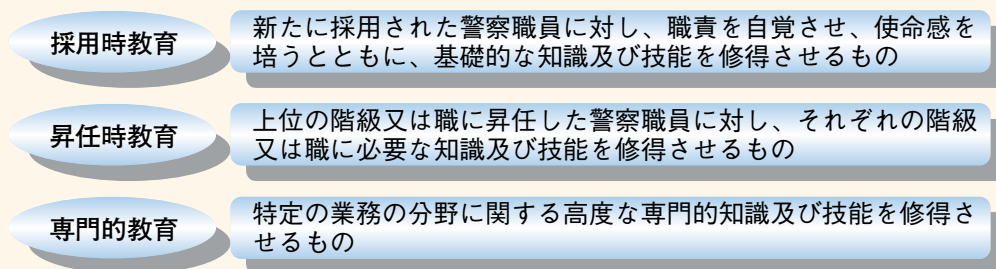 採用時教育
新たに採用された警察職員に対し、職責を自覚させ、使命感を
培うとともに、基礎的な知識及び技能を修得させるもの
昇任時教育
上位の階級又は職に昇任した警察職員に対し、それぞれの階級
又は職に必要な知識及び技能を修得させるもの
専門的教育
特定の業務の分野に関する高度な専門的知識及び技能を修得さ
せるもの